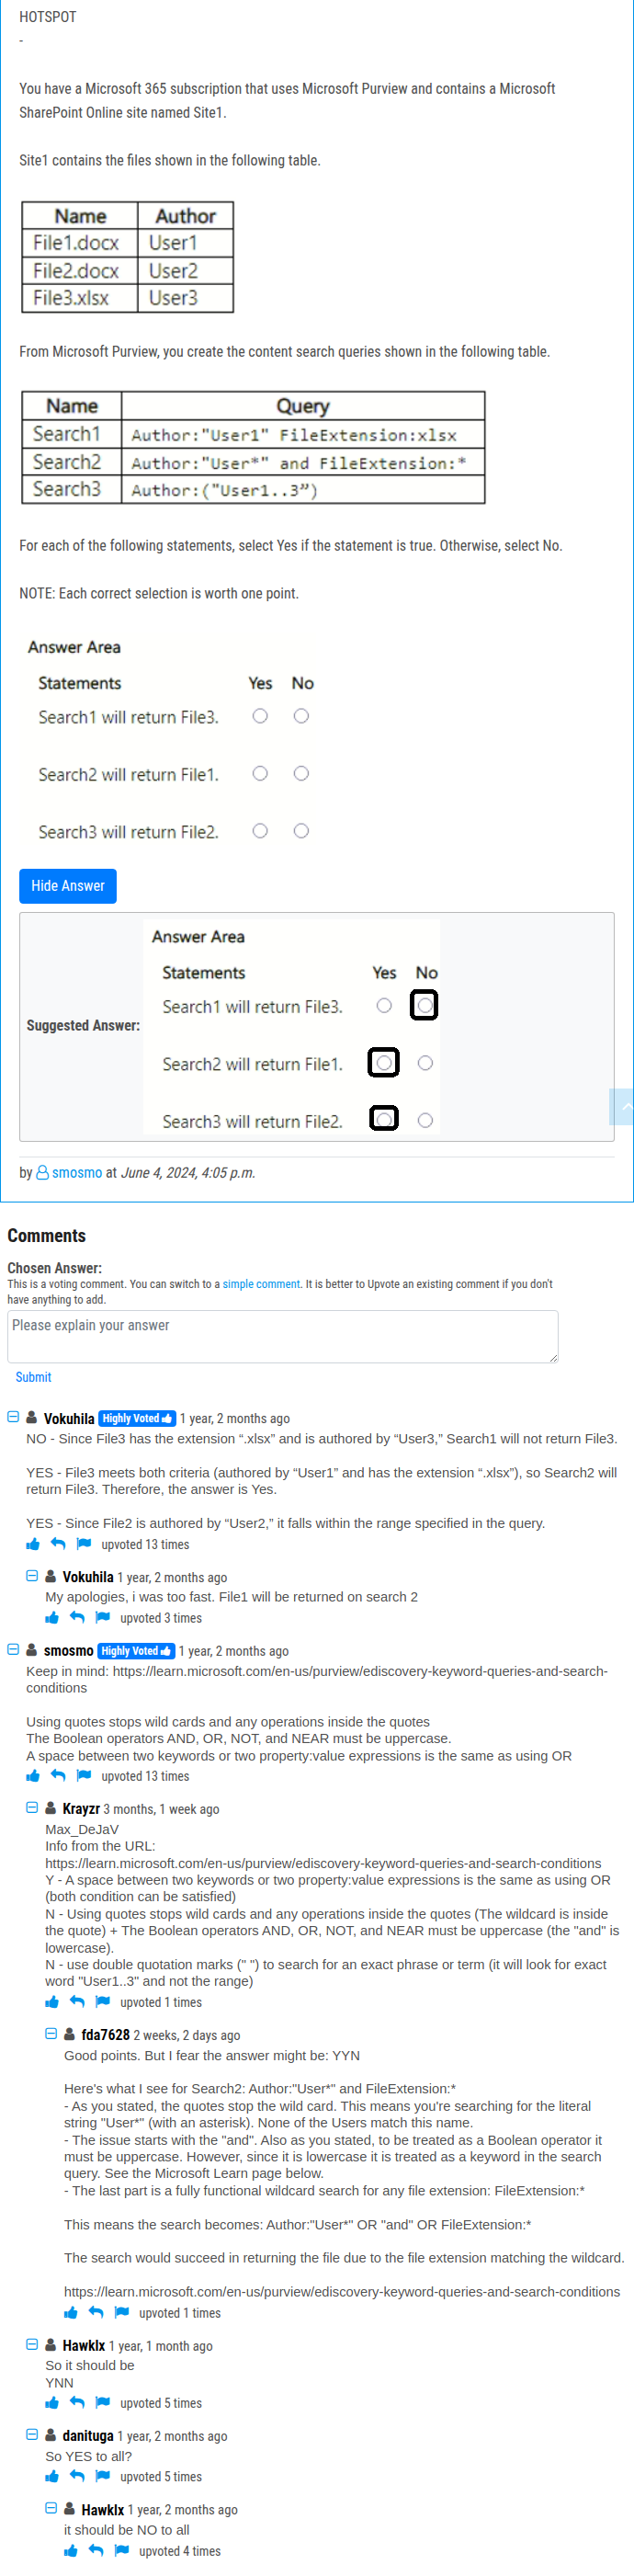 HOTSPOT
-
You have a Microsoft 365 subscription that uses Microsoft Purview and contains a Microsoft
SharePoint Online site named Site1.
Site1 contains the files shown in the following table.
Name Author
File1.docx User1
File2.docx User2
File3.xlsx User3
From Microsoft Purview, you create the content search queries shown in the following table.
Name Query
Search1 Author:"User1" FileExtension:xlsx
Search2 Author:"User*" and FileExtension:*
Search3 Author:("User1..3”)
For each of the following statements, select Yes if the statement is true. Otherwise, select No.
NOTE: Each correct selection is worth one point.
Answer Area
Statements Yes No
Search1 will return File3.
Search2 will return File1.
Search3 will return File2.
Hide Answer
Answer Area
Statements Yes No
Search1 will return File3.
Suggested Answer:
Search2 will return File1.
Search3 will return File2.
by smosmo at June 4, 2024, 4:05 p.m.
Comments
Chosen Answer:
This is a voting comment. You can switch to a simple comment. It is better to Upvote an existing comment if you don't
have anything to add.
Please explain your answer
Submit
Vokuhila Highly Voted 1 year, 2 months ago
NO - Since File3 has the extension “.xlsx” and is authored by “User3,” Search1 will not return File3.
YES - File3 meets both criteria (authored by “User1” and has the extension “.xlsx”), so Search2 will
return File3. Therefore, the answer is Yes.
YES - Since File2 is authored by “User2,” it falls within the range specified in the query.
upvoted 13 times
Vokuhila 1 year, 2 months ago
My apologies, i was too fast. File1 will be returned on search 2
upvoted 3 times
smosmo Highly Voted 1 year, 2 months ago
Keep in mind: https://learn.microsoft.com/en-us/purview/ediscovery-keyword-queries-and-search-
conditions
Using quotes stops wild cards and any operations inside the quotes
The Boolean operators AND, OR, NOT, and NEAR must be uppercase.
A space between two keywords or two property:value expressions is the same as using OR
upvoted 13 times
Krayzr 3 months, 1 week ago
Max_DeJaV
Info from the URL:
https://learn.microsoft.com/en-us/purview/ediscovery-keyword-queries-and-search-conditions
Y - A space between two keywords or two property:value expressions is the same as using OR
(both condition can be satisfied)
N - Using quotes stops wild cards and any operations inside the quotes (The wildcard is inside
the quote) + The Boolean operators AND, OR, NOT, and NEAR must be uppercase (the "and" is
lowercase).
N - use double quotation marks (" ") to search for an exact phrase or term (it will look for exact
word "User1..3" and not the range)
upvoted 1 times
fda7628 2 weeks, 2 days ago
Good points. But I fear the answer might be: YYN
Here's what I see for Search2: Author:"User*" and FileExtension:*
- As you stated, the quotes stop the wild card. This means you're searching for the literal
string "User*" (with an asterisk). None of the Users match this name.
- The issue starts with the "and". Also as you stated, to be treated as a Boolean operator it
must be uppercase. However, since it is lowercase it is treated as a keyword in the search
query. See the Microsoft Learn page below.
- The last part is a fully functional wildcard search for any file extension: FileExtension:*
This means the search becomes: Author:"User*" OR "and" OR FileExtension:*
The search would succeed in returning the file due to the file extension matching the wildcard.
https://learn.microsoft.com/en-us/purview/ediscovery-keyword-queries-and-search-conditions
upvoted 1 times
Hawklx 1 year, 1 month ago
So it should be
YNN
upvoted 5 times
danituga 1 year, 2 months ago
So YES to all?
upvoted 5 times
Hawklx 1 year, 2 months ago
it should be NO to all
upvoted 4 times